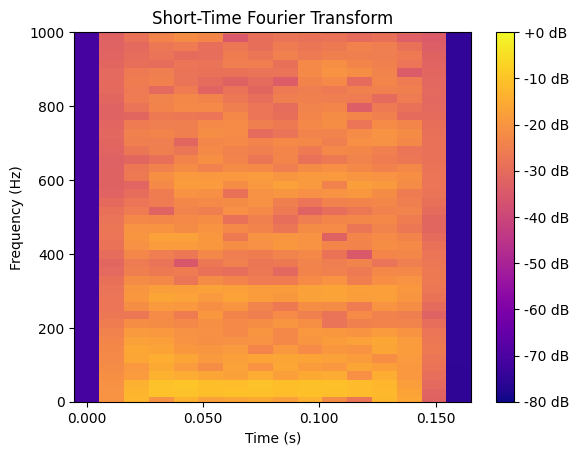 Short-Time Fourier Transform
1000
800
600
400
200
0
Frequency (Hz)
0.000
0.050
0.100
0.150
Time (s)
+0 dB
-10 dB
-20 dB
-30 dB
-40 dB
-50 dB
-60 dB
-70 dB
-80 dB